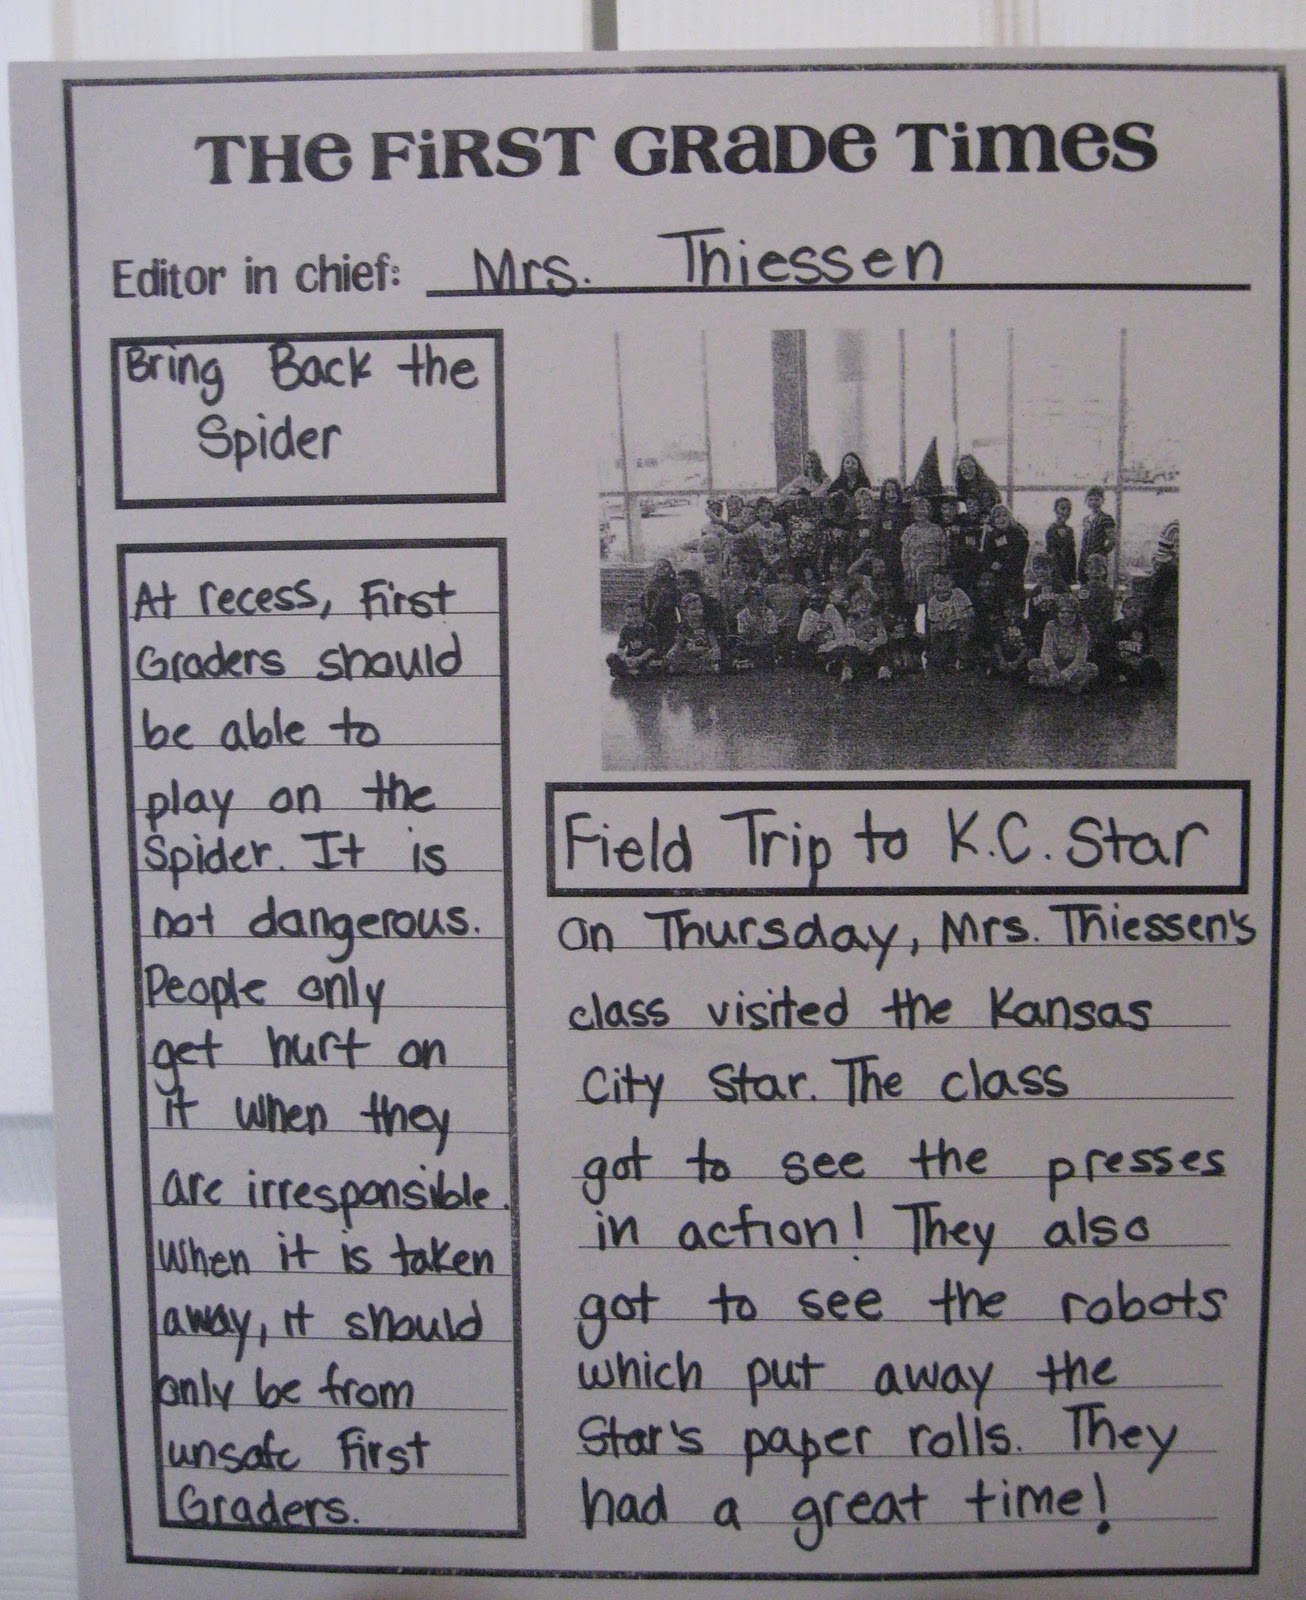 THe FiRST GRaDe Times
Editor in chief: Mrs. Thiessen
Bring Back the
Spider
At recess, First
Graders should
be able to
play on the
Spider. It is
not dangerous.
People only
get hurt on
it when they
are irresponsible.
When it is taken
away, it should
only be from
unsafe First
Graders.
Field Trip to K.C. Star
On Thursday, Mrs. Thiessen's
class visited the Kansas
City Star. The class
got to see the presses
in action! They also
got to see the robots
which put away the
Star's paper rolls. They
had a great time!